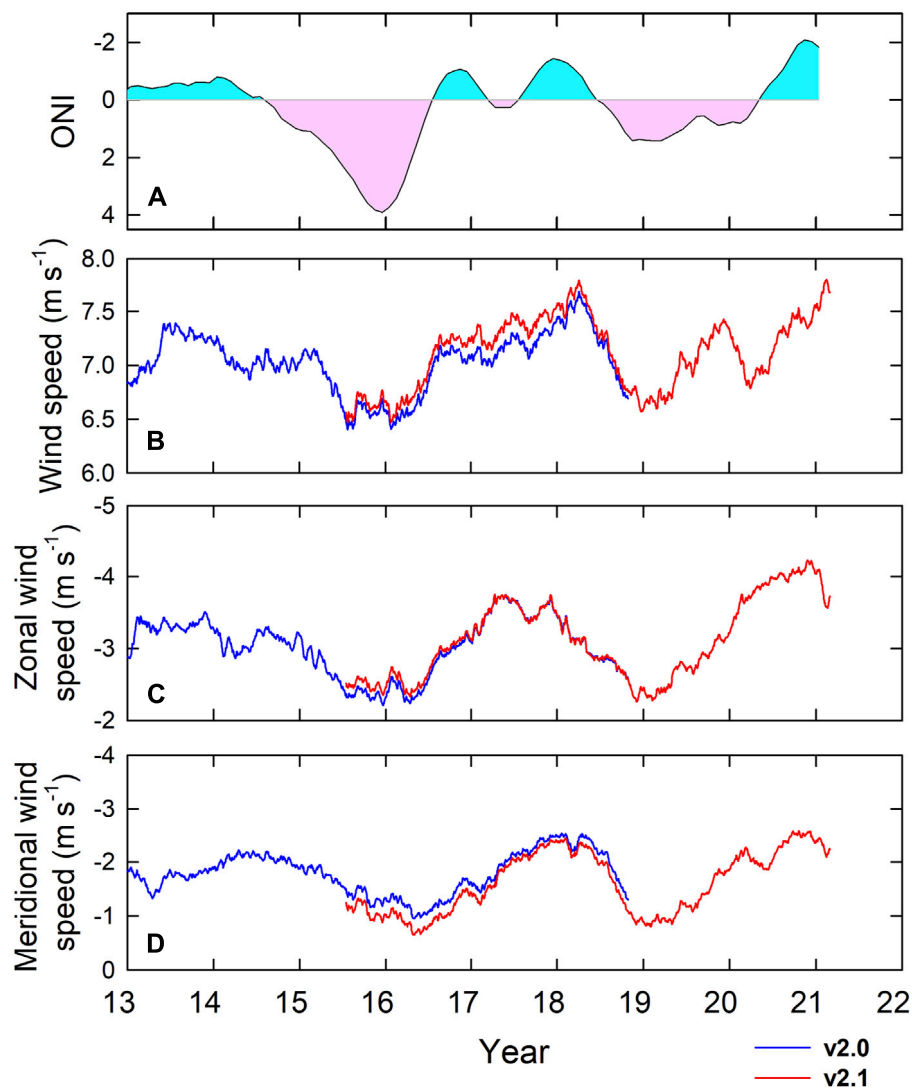 -2
0
2
4
ONI
A
8.0
7.5
7.0
6.5
6.0
Wind speed (m s⁻¹)
B
-5
-4
-3
-2
Zonal wind
speed (m s⁻¹)
C
-4
-3
-2
-1
0
Meridional wind
speed (m s⁻¹)
D
13 14 15 16 17 18 19 20 21 22
Year
v2.0
v2.1